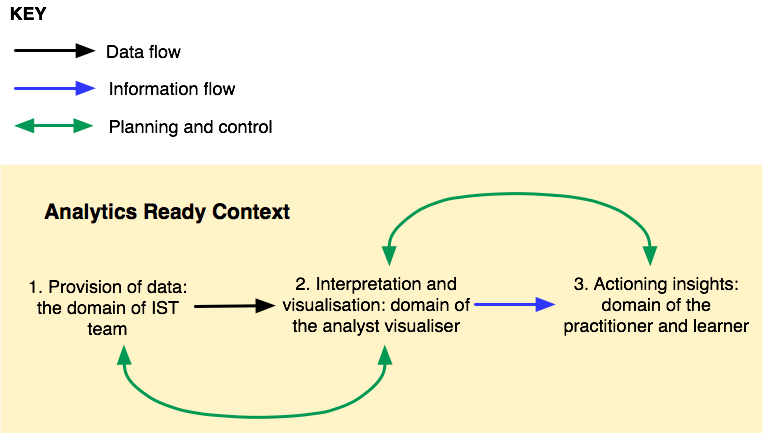 KEY
Data flow
Information flow
Planning and control
Analytics Ready Context
1. Provision of data:
the domain of IST
team
2. Interpretation and
visualisation: domain of
the analyst visualiser
3. Actioning insights:
domain of the
practitioner and learner